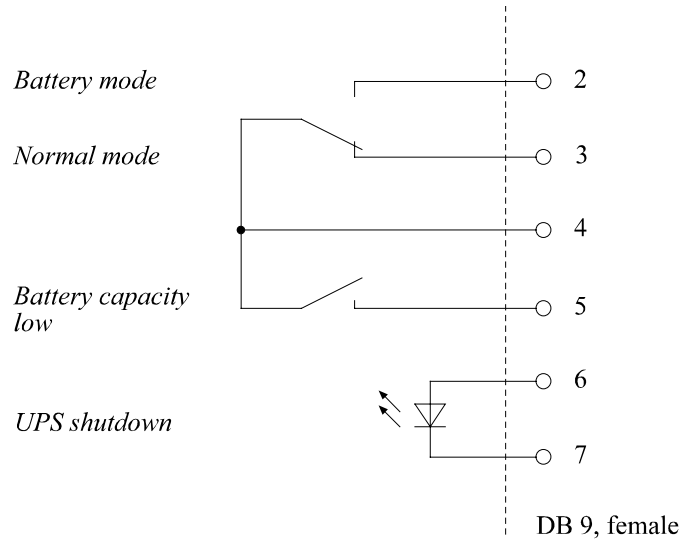 Battery mode
2
Normal mode
3
4
Battery capacity
low
5
6
UPS shutdown
7
DB 9, female